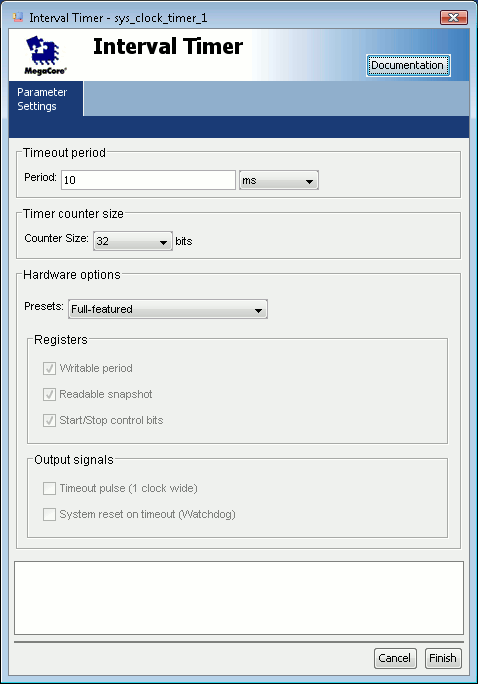 Interval Timer - sys_clock_timer_1
MegaCore®
Interval Timer
Documentation
Parameter
Settings
Timeout period
Period: 10 ms
Timer counter size
Counter Size: 32 bits
Hardware options
Presets: Full-featured
Registers
Writable period
Readable snapshot
Start/Stop control bits
Output signals
Timeout pulse (1 clock wide)
System reset on timeout (Watchdog)
Cancel Finish